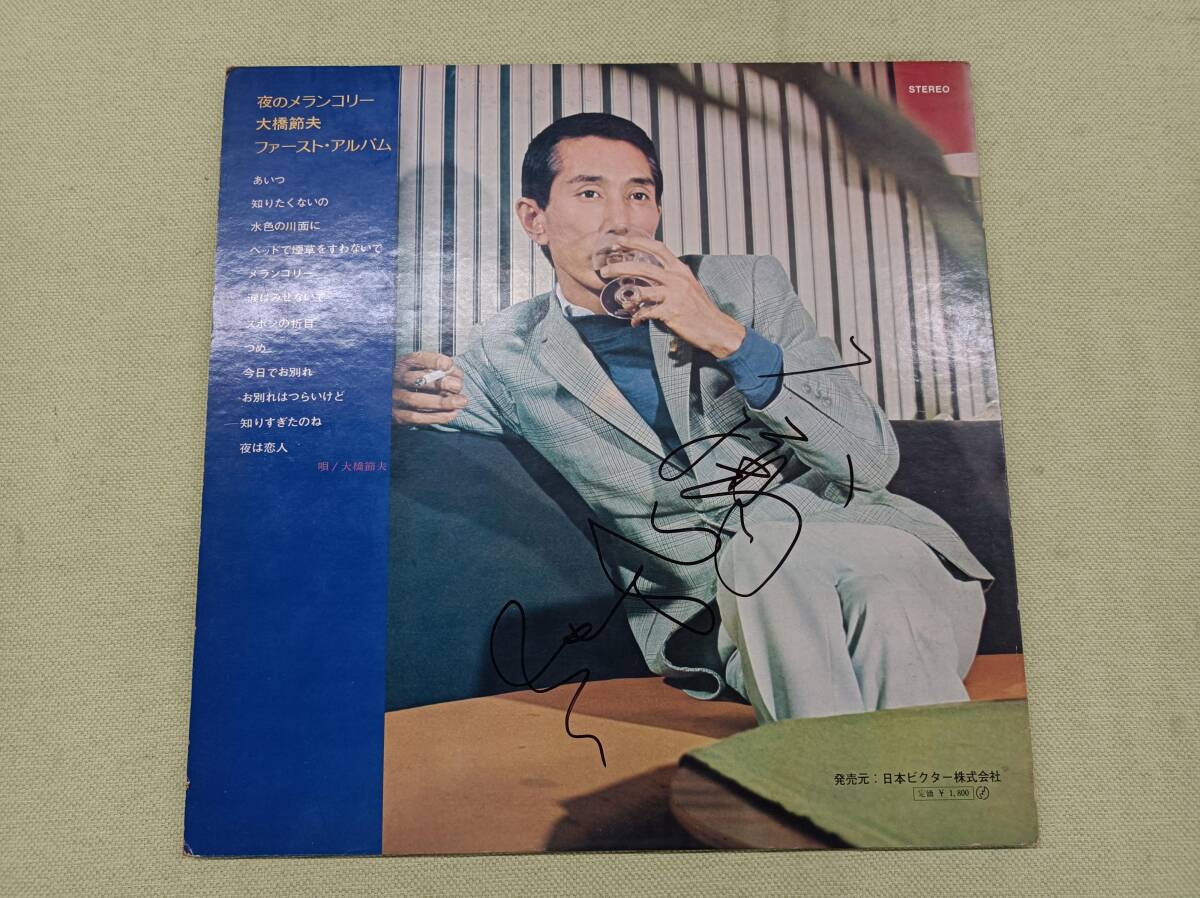 夜のメランコリー
大橋節夫
ファースト・アルバム
あいつ
知りたくないの
水色の川面に
ベッドで煙草をすわないで
メランコリー
涙はみせないで
ズボンの折目
つめ
今日でお別れ
お別れはつらいけど
知りすぎたのね
夜は恋人
唄/大橋節夫
STEREO
発売元:日本ビクター株式会社
定価 ¥ 1,800